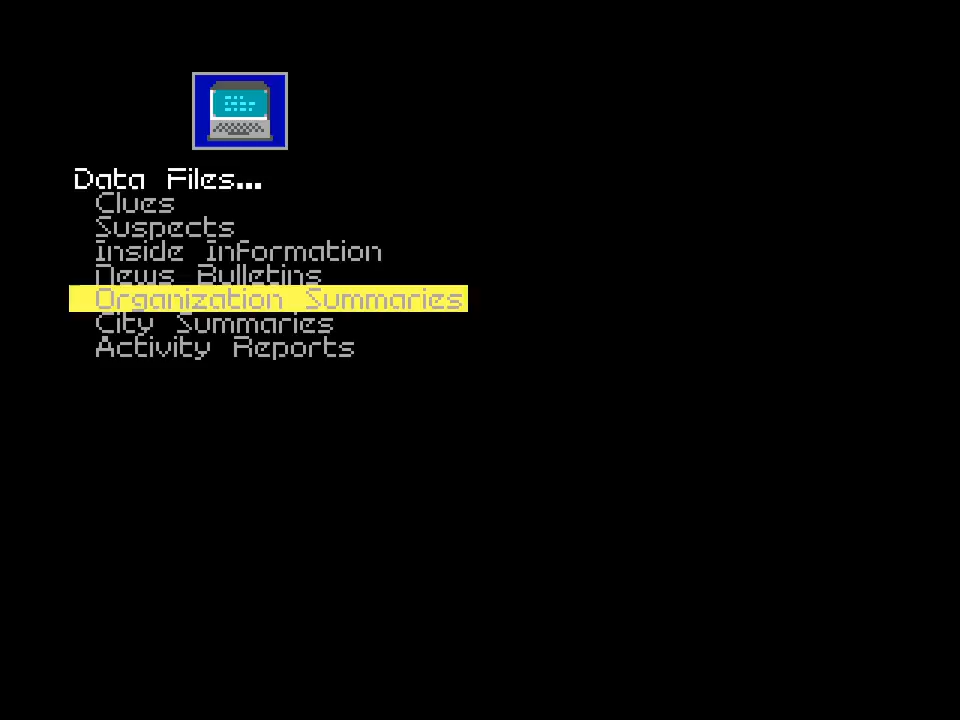 Data Files...
Clues
Suspects
Inside Information
News Bulletins
Organization Summaries
City Summaries
Activity Reports